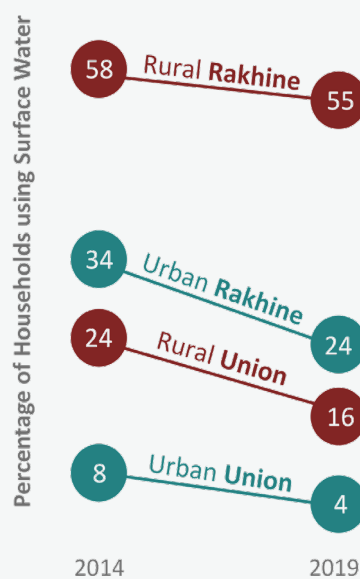 Percentage of Households using Surface Water
58
Rural Rakhine
55
34
Urban Rakhine
24
24
Rural Union
16
8
Urban Union
4
2014
2019